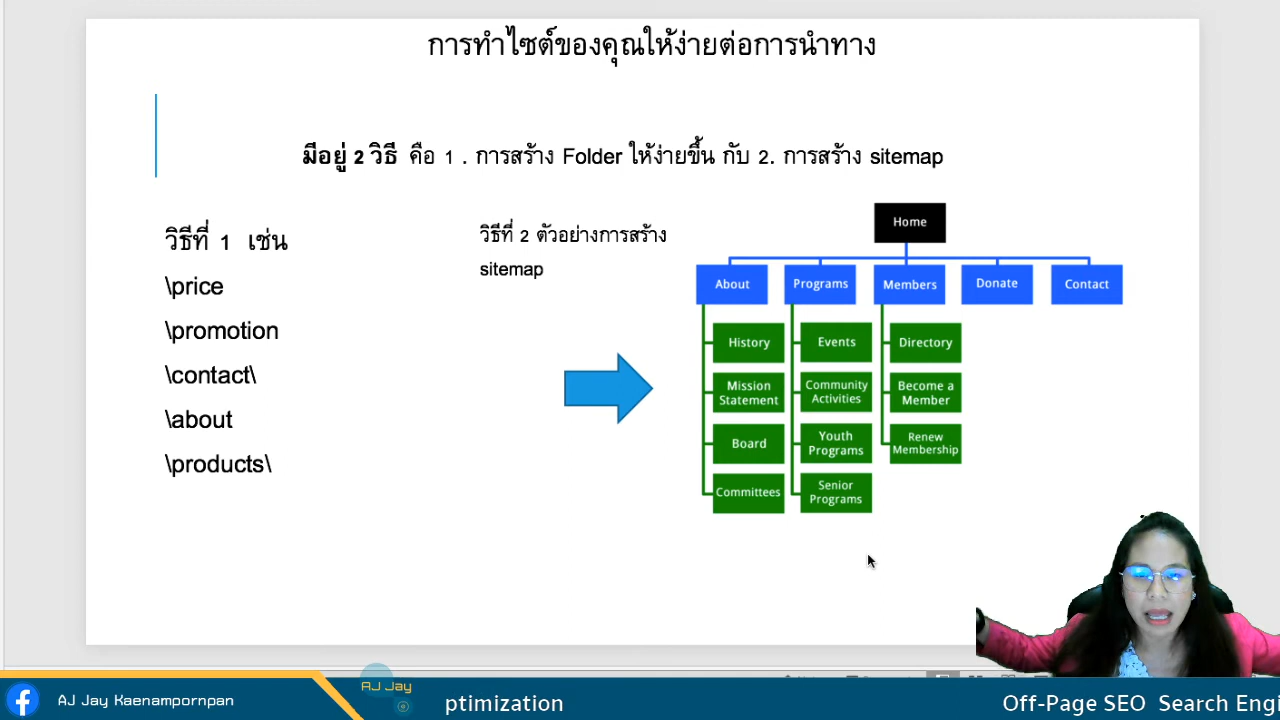 การทำไซต์ของคุณให้ง่ายต่อการนำทาง
มีอยู่ 2 วิธี คือ 1 . การสร้าง Folder ให้ง่ายขึ้น กับ 2. การสร้าง sitemap
วิธีที่ 1 เช่น
\price
\promotion
\contact\
\about
\products\
วิธีที่ 2 ตัวอย่างการสร้าง
sitemap
Home
About
Programs
Members
Donate
Contact
History
Events
Directory
Mission
Statement
Community
Activities
Become a
Member
Board
Youth
Programs
Renew
Membership
Committees
Senior
Programs
AJ Jay Kaenampornpan
AJ Jay
ptimization
Off-Page SEO Search Engi